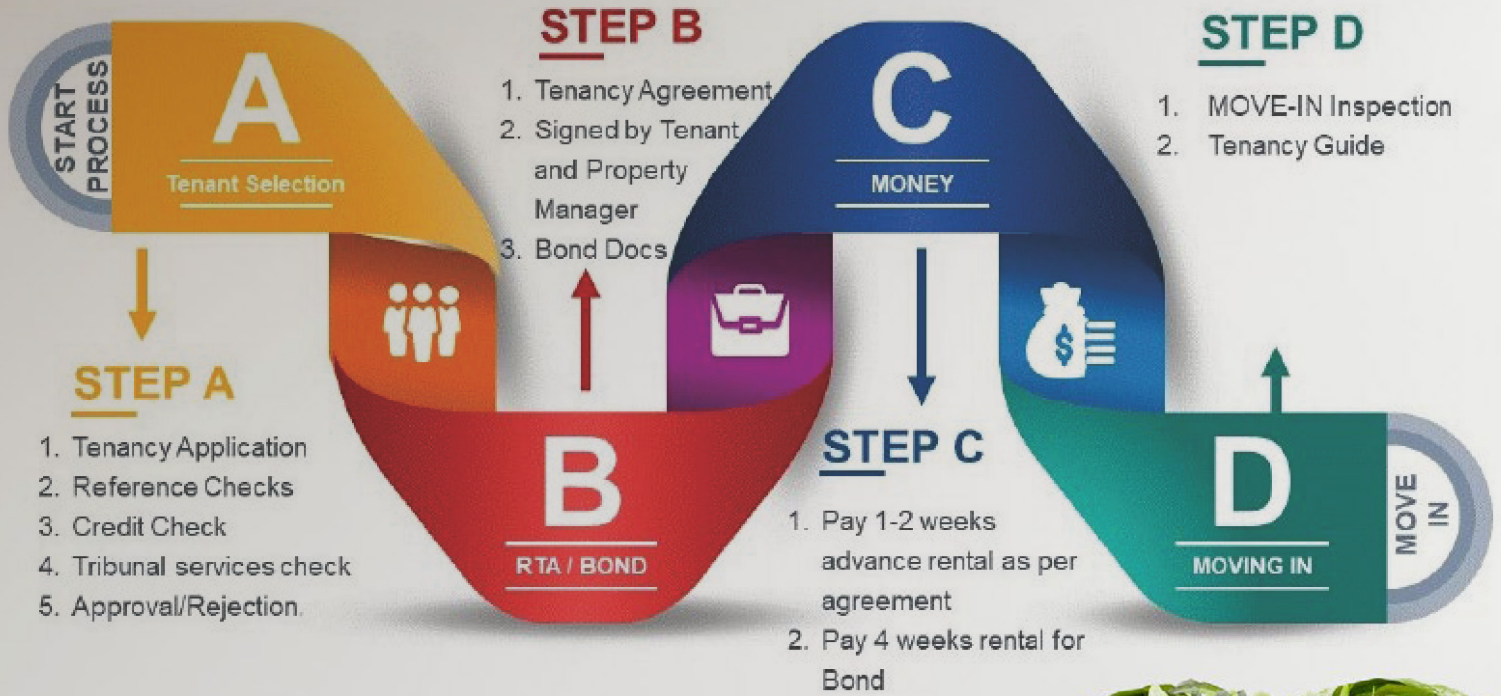 START
PROCESS
A
Tenant Selection
STEP A
1. Tenancy Application
2. Reference Checks
3. Credit Check
4. Tribunal services check
5. Approval/Rejection.
STEP B
1. Tenancy Agreement
2. Signed by Tenant
and Property
Manager
3. Bond Docs
B
RTA / BOND
C
MONEY
STEP C
1. Pay 1-2 weeks
advance rental as per
agreement
2. Pay 4 weeks rental for
Bond
$
STEP D
1. MOVE-IN Inspection
2. Tenancy Guide
D
MOVING IN
MOVE
IN